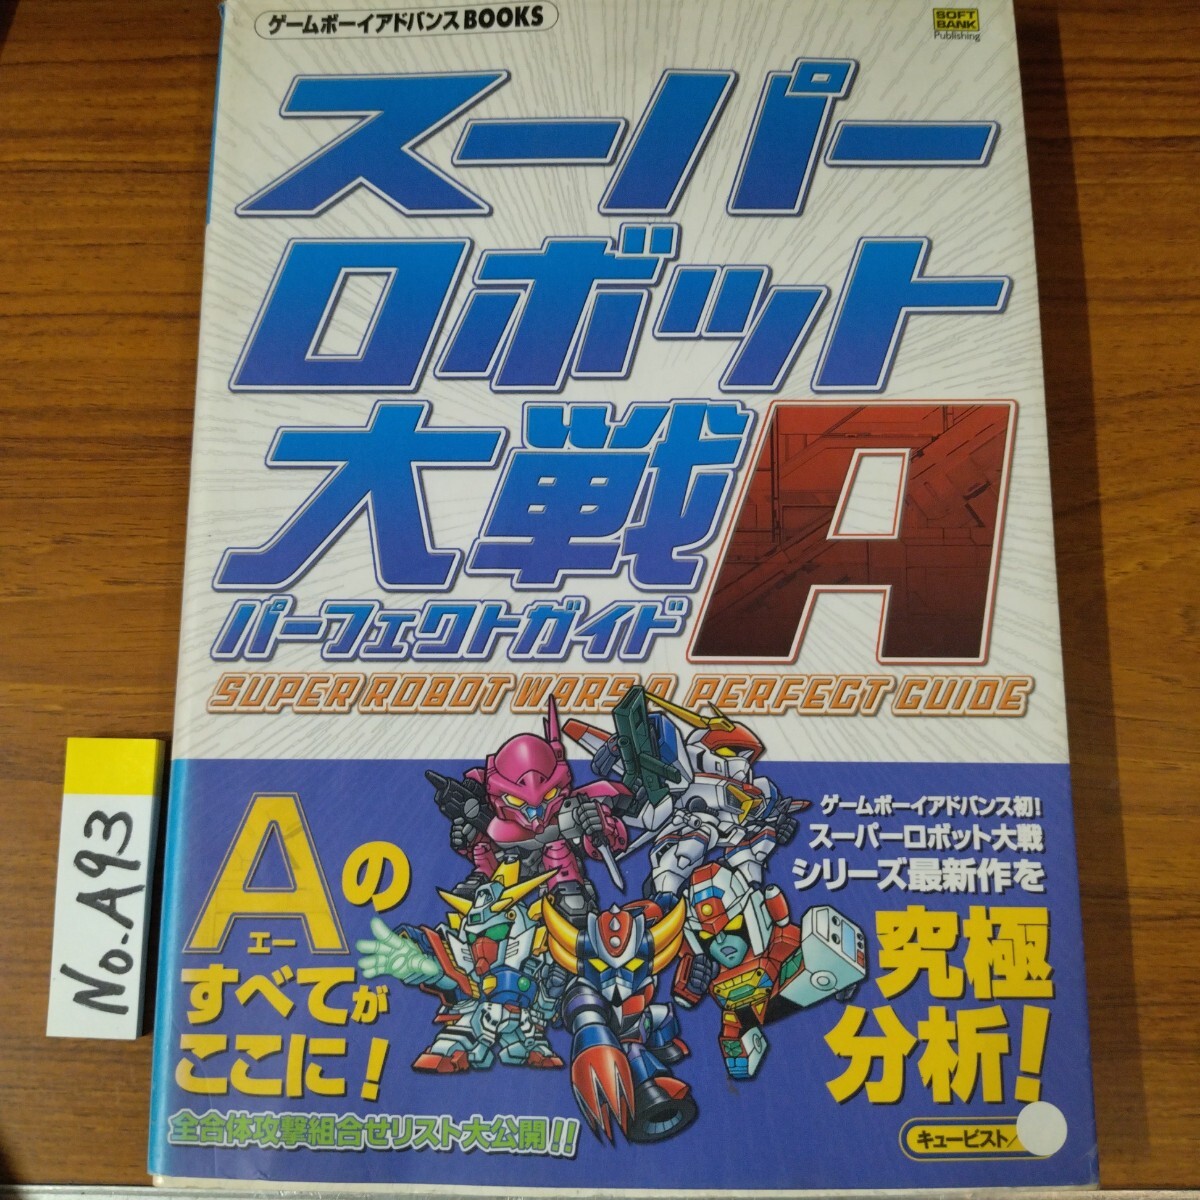 ゲームボーイアドバンスBOOKS
SOFT
BANK
Publishing
スーパー
ロボット
大戦A
パーフェクトガイド
SUPER ROBOT WARS A PERFECT GUIDE
No.A93
Aの
エー
すべてが
ここに!
全合体攻撃組合せリスト大公開!!
ゲームボーイアドバンス初!
スーパーロボット大戦
シリーズ最新作を
究極
分析!
キュービスト/